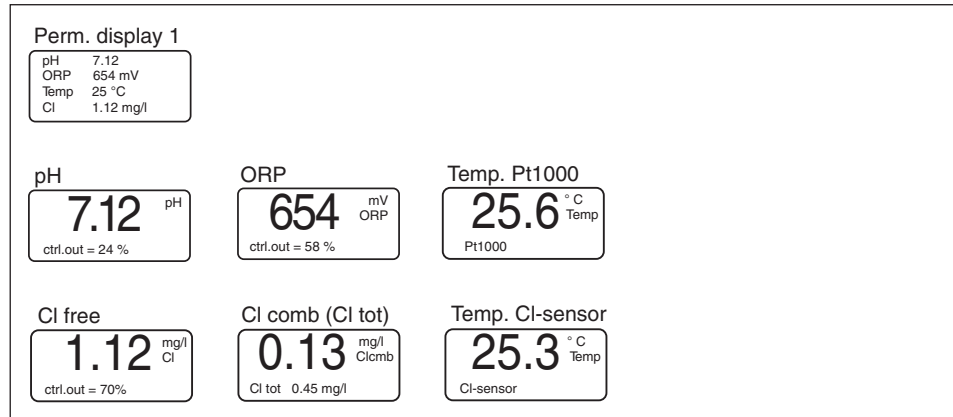 Perm. display 1
pH 7.12
ORP 654 mV
Temp 25 °C
Cl 1.12 mg/l
pH
7.12 pH
ctrl.out = 24 %
ORP
654 mV
ORP
ctrl.out = 58 %
Temp. Pt1000
25.6 ° C
Temp
Pt1000
Cl free
1.12 mg/l
Cl
ctrl.out = 70%
Cl comb (Cl tot)
0.13 mg/l
Clcmb
Cl tot 0.45 mg/l
Temp. Cl-sensor
25.3 ° C
Temp
Cl-sensor